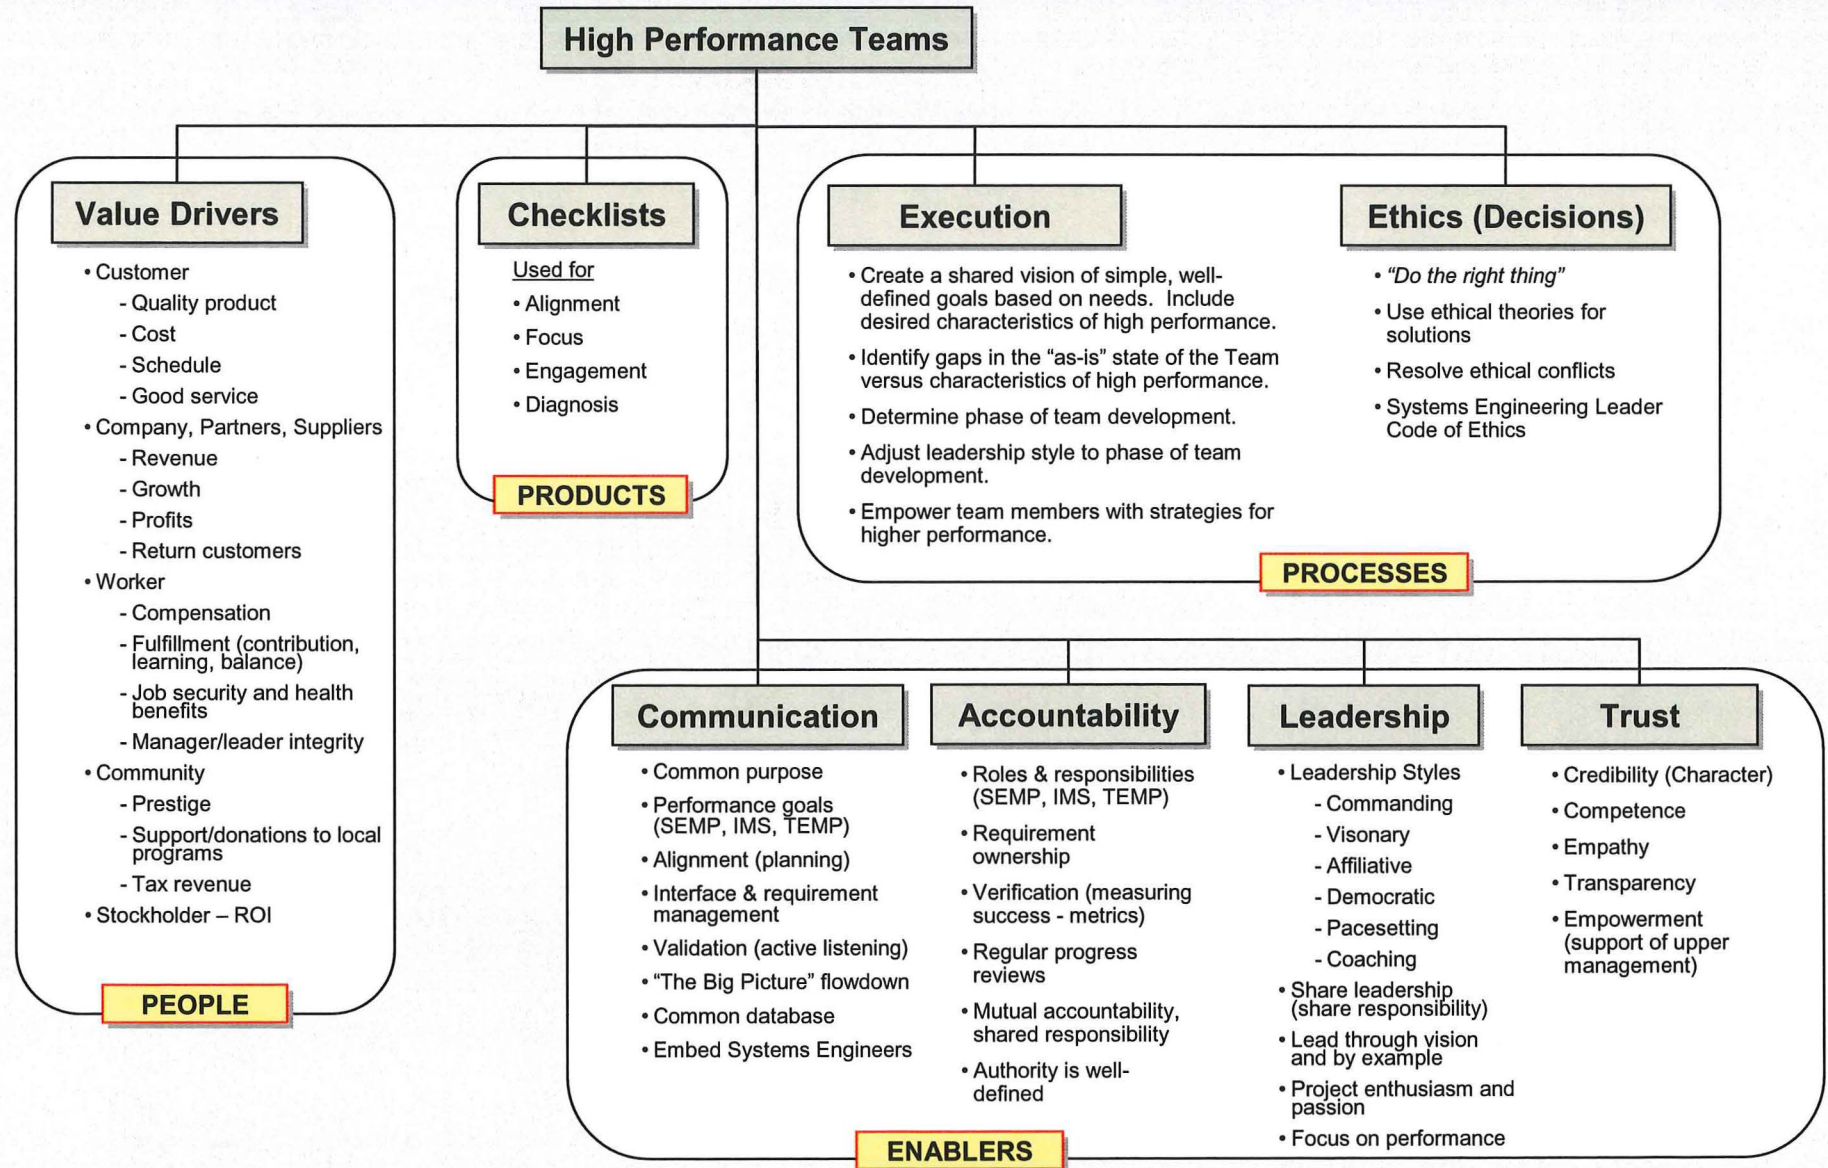 High Performance Teams
Value Drivers
• Customer
- Quality product
- Cost
- Schedule
- Good service
• Company, Partners, Suppliers
- Revenue
- Growth
- Profits
- Return customers
• Worker
- Compensation
- Fulfillment (contribution,
learning, balance)
- Job security and health
benefits
- Manager/leader integrity
• Community
- Prestige
- Support/donations to local
programs
- Tax revenue
• Stockholder – ROI
PEOPLE
Checklists
Used for
• Alignment
• Focus
• Engagement
• Diagnosis
PRODUCTS
Execution
• Create a shared vision of simple, well-
defined goals based on needs.  Include
desired characteristics of high performance.
• Identify gaps in the “as-is” state of the Team
versus characteristics of high performance.
• Determine phase of team development.
• Adjust leadership style to phase of team
development.
• Empower team members with strategies for
higher performance.
Ethics (Decisions)
• “Do the right thing”
• Use ethical theories for
solutions
• Resolve ethical conflicts
• Systems Engineering Leader
Code of Ethics
PROCESSES
Communication
• Common purpose
• Performance goals
(SEMP, IMS, TEMP)
• Alignment (planning)
• Interface & requirement
management
• Validation (active listening)
• “The Big Picture” flowdown
• Common database
• Embed Systems Engineers
Accountability
• Roles & responsibilities
(SEMP, IMS, TEMP)
• Requirement
ownership
• Verification (measuring
success - metrics)
• Regular progress
reviews
• Mutual accountability,
shared responsibility
• Authority is well-
defined
Leadership
• Leadership Styles
- Commanding
- Visonary
- Affiliative
- Democratic
- Pacesetting
- Coaching
• Share leadership
(share responsibility)
• Lead through vision
and by example
• Project enthusiasm and
passion
• Focus on performance
Trust
• Credibility (Character)
• Competence
• Empathy
• Transparency
• Empowerment
(support of upper
management)
ENABLERS